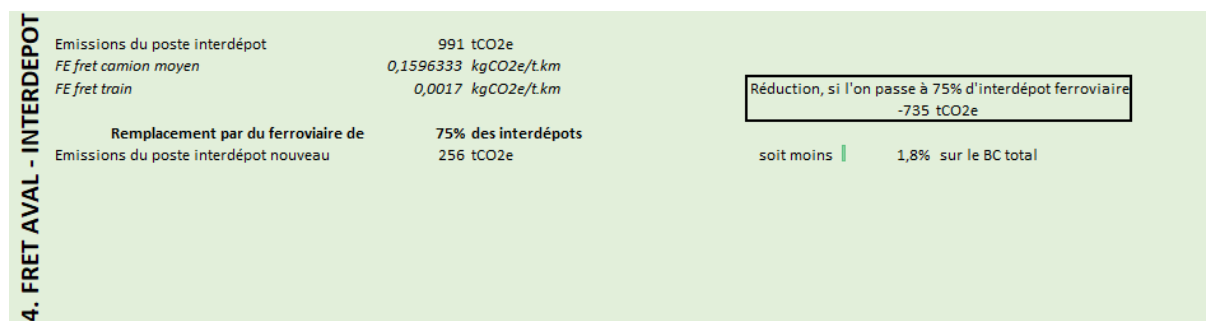 4. FRET AVAL - INTERDEPOT
Emissions du poste interdépot 991 tCO2e
FE fret camion moyen 0,1596333 kgCO2e/t.km
FE fret train 0,0017 kgCO2e/t.km
Réduction, si l'on passe à 75% d'interdépot ferroviaire
-735 tCO2e
Remplacement par du ferroviaire de 75% des interdépots
Emissions du poste interdépot nouveau 256 tCO2e
soit moins 1,8% sur le BC total